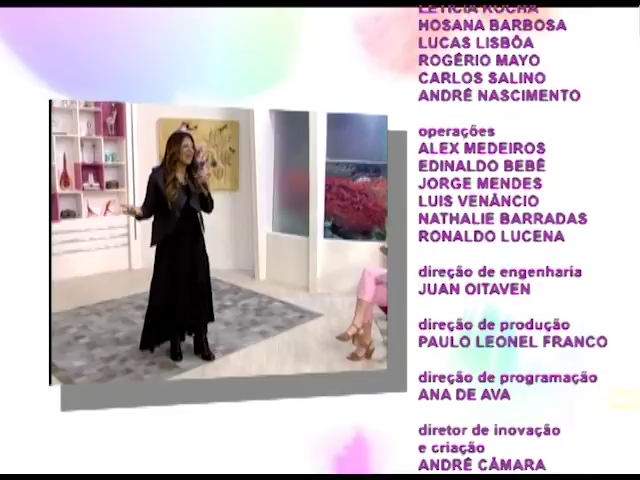 LETÍCIA ROCHA
HOSANA BARBOSA
LUCAS LISBÔA
ROGÉRIO MAYO
CARLOS SALINO
ANDRÉ NASCIMENTO
operações
ALEX MEDEIROS
EDINALDO BEBÊ
JORGE MENDES
LUIS VENÂNCIO
NATHALIE BARRADAS
RONALDO LUCENA
direção de engenharia
JUAN OITAVEN
direção de produção
PAULO LEONEL FRANCO
direção de programação
ANA DE AVA
diretor de inovação
e criação
ANDRÉ CÂMARA